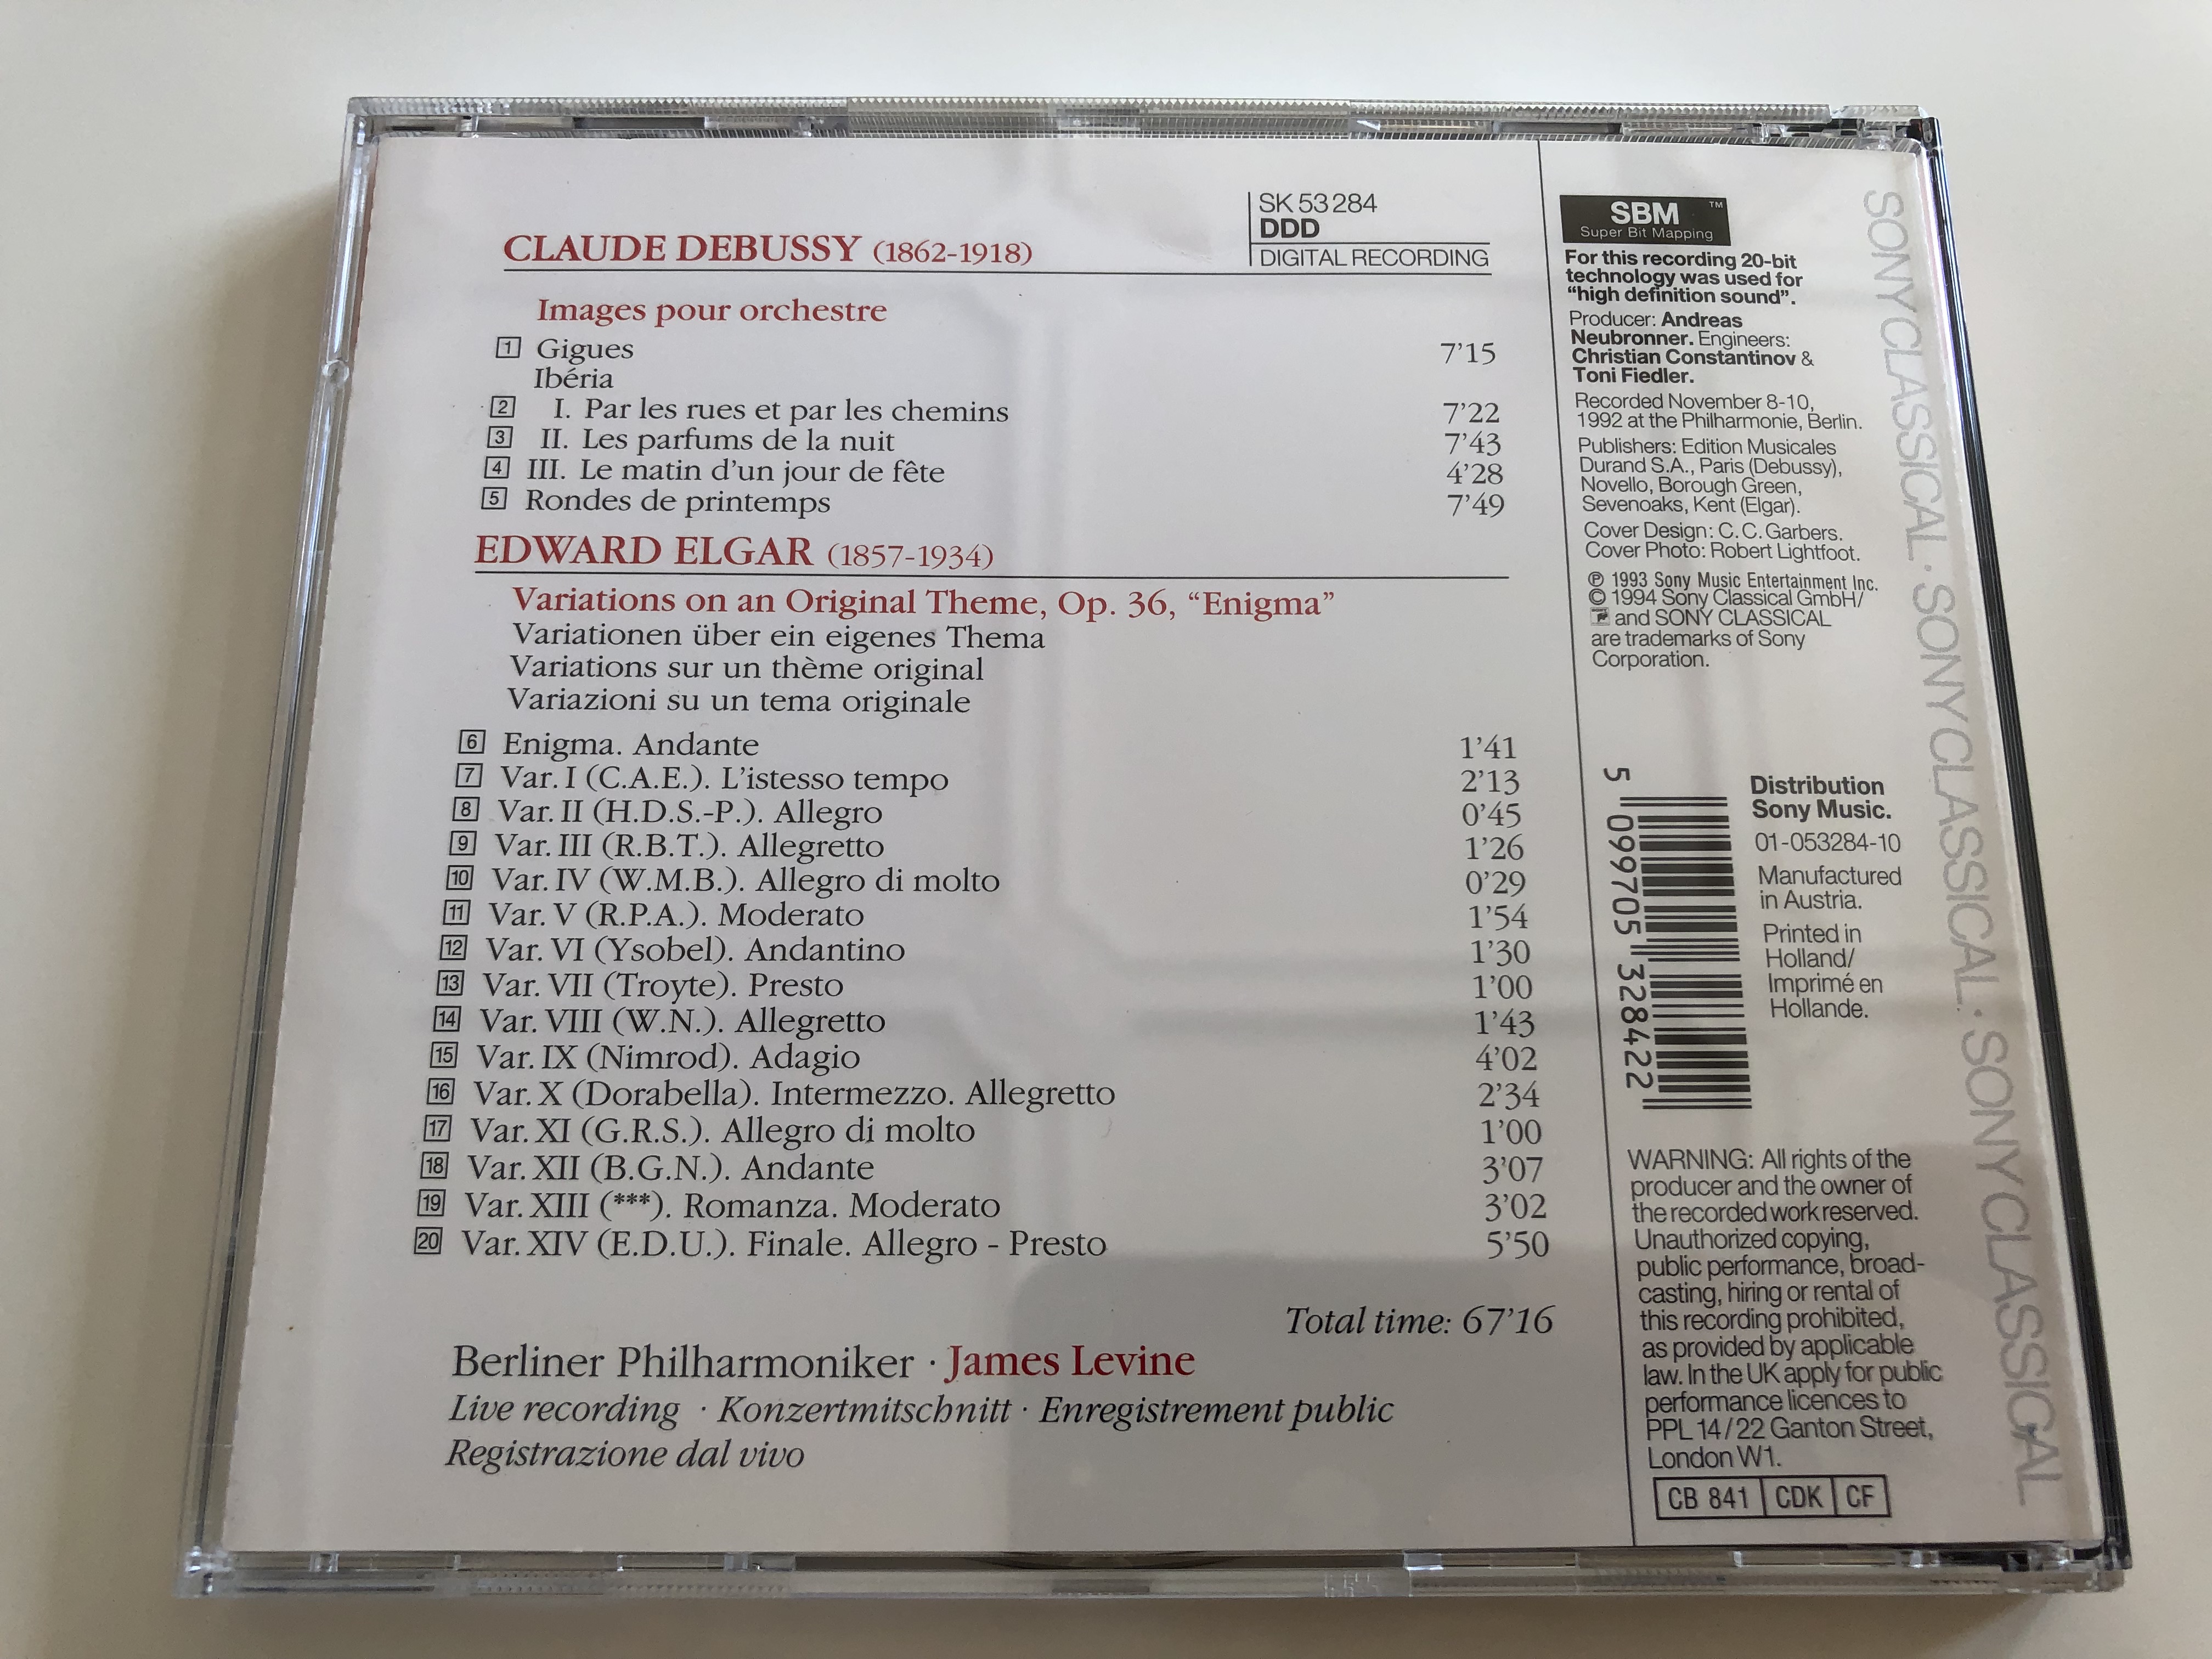 SK 53 284
DDD
DIGITAL RECORDING
CLAUDE DEBUSSY (1862-1918)
Images pour orchestre
1 Gigues 7'15
Ibéria
2 I. Par les rues et par les chemins 7'22
3 II. Les parfums de la nuit 7'43
4 III. Le matin d'un jour de fête 4'28
5 Rondes de printemps 7'49
EDWARD ELGAR (1857-1934)
Variations on an Original Theme, Op. 36, “Enigma”
Variationen über ein eigenes Thema
Variations sur un thème original
Variazioni su un tema originale
6 Enigma. Andante 1'41
7 Var. I (C.A.E.). L'istesso tempo 2'13
8 Var. II (H.D.S.-P.). Allegro 0'45
9 Var. III (R.B.T.). Allegretto 1'26
10 Var. IV (W.M.B.). Allegro di molto 0'29
11 Var. V (R.P.A.). Moderato 1'54
12 Var. VI (Ysobel). Andantino 1'30
13 Var. VII (Troyte). Presto 1'00
14 Var. VIII (W.N.). Allegretto 1'43
15 Var. IX (Nimrod). Adagio 4'02
16 Var. X (Dorabella). Intermezzo. Allegretto 2'34
17 Var. XI (G.R.S.). Allegro di molto 1'00
18 Var. XII (B.G.N.). Andante 3'07
19 Var. XIII (***). Romanza. Moderato 3'02
20 Var. XIV (E.D.U.). Finale. Allegro - Presto 5'50
Total time: 67'16
Berliner Philharmoniker · James Levine
Live recording · Konzertmitschnitt · Enregistrement public
Registrazione dal vivo
SBM™
Super Bit Mapping
For this recording 20-bit
technology was used for
“high definition sound”.
Producer: Andreas
Neubronner. Engineers:
Christian Constantinov &
Toni Fiedler.
Recorded November 8-10,
1992 at the Philharmonie, Berlin.
Publishers: Edition Musicales
Durand S.A., Paris (Debussy),
Novello, Borough Green,
Sevenoaks, Kent (Elgar).
Cover Design: C. C. Garbers.
Cover Photo: Robert Lightfoot.
℗ 1993 Sony Music Entertainment Inc.
© 1994 Sony Classical GmbH/
and SONY CLASSICAL
are trademarks of Sony
Corporation.
5 099705 328422
Distribution
Sony Music.
01-053284-10
Manufactured
in Austria.
Printed in
Holland/
Imprimé en
Hollande.
WARNING: All rights of the
producer and the owner of
the recorded work reserved.
Unauthorized copying,
public performance, broad-
casting, hiring or rental of
this recording prohibited,
as provided by applicable
law. In the UK apply for public
performance licences to
PPL 14/22 Ganton Street,
London W1.
CB 841 CDK CF
SONY CLASSICAL · SONY CLASSICAL · SONY CLASSICAL